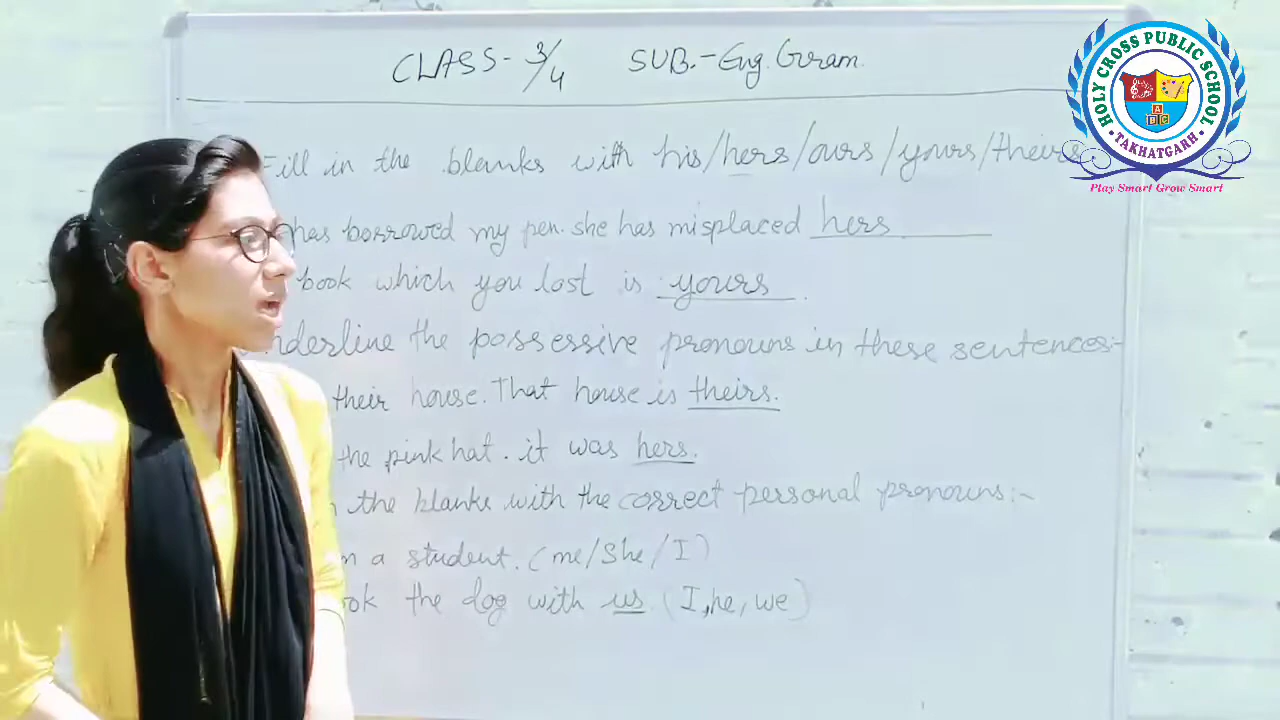 CLASS- 3/4 SUB.-Eng. Gram.
Fill in the blanks with his/hers/ours/yours/theirs
has borrowed my pen. she has misplaced hers
book which you lost is yours.
nderline the possessive pronouns in these sentences:-
their house. That house is theirs.
the pink hat. it was hers.
the blanks with the correct personal pronouns:-
m a student. (me/She/I)
ook the dog with us (I, he, we)
HOLY CROSS PUBLIC SCHOOL
TAKHATGARH
A
B C
Play Smart Grow Smart